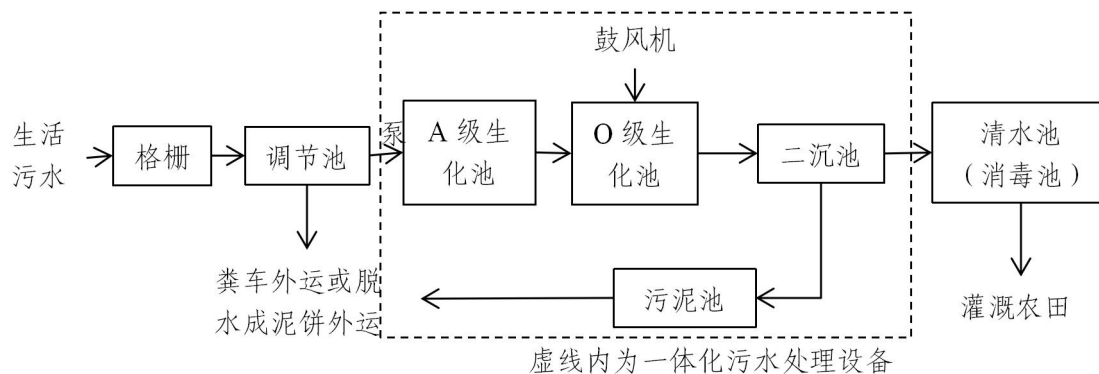 鼓风机
生活
污水
格栅
调节池
泵
A 级生
化池
O 级生
化池
二沉池
清水池
（消毒池）
粪车外运或脱
水成泥饼外运
污泥池
灌溉农田
虚线内为一体化污水处理设备